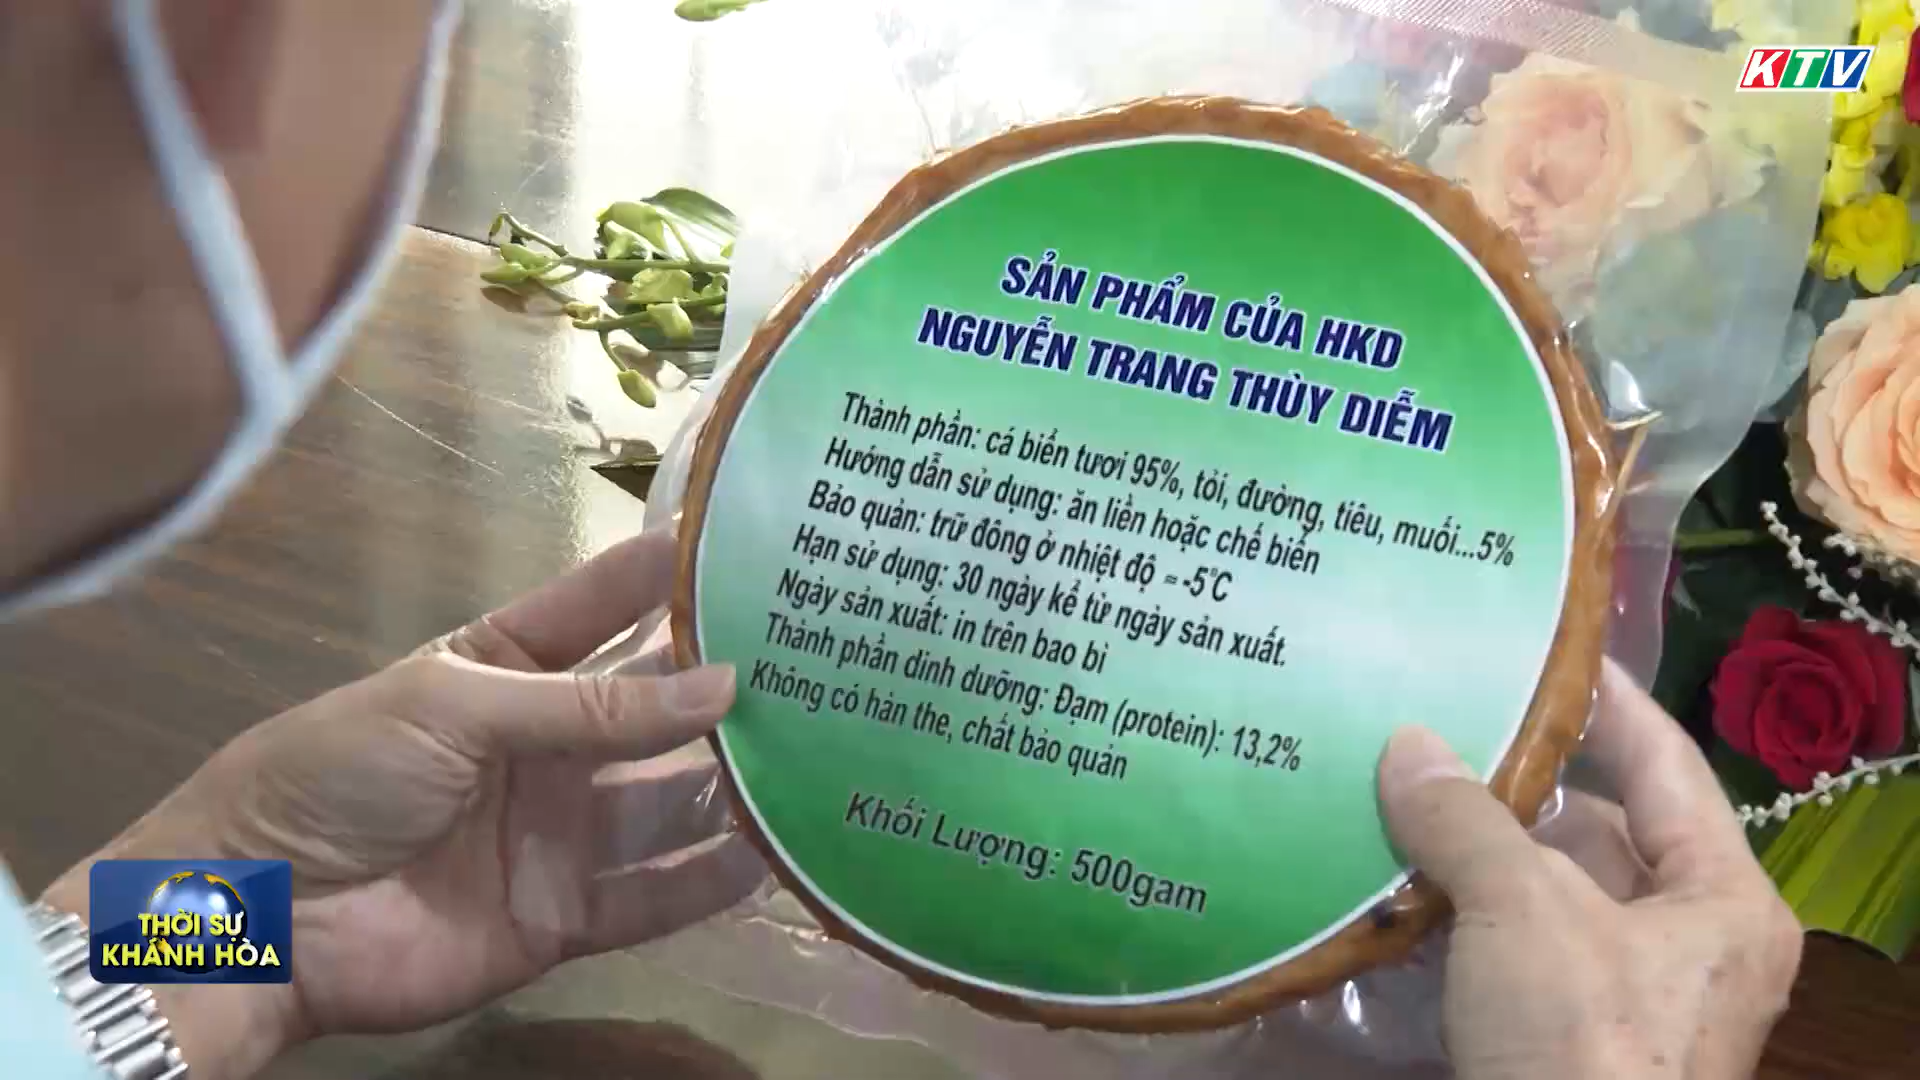 KTV
SẢN PHẨM CỦA HKD
NGUYỄN TRANG THÙY DIỄM
Thành phần: cá biển tươi 95%, tỏi, đường, tiêu, muối...5%
Hướng dẫn sử dụng: ăn liền hoặc chế biến
Bảo quản: trữ đông ở nhiệt độ ≈ -5°C
Hạn sử dụng: 30 ngày kể từ ngày sản xuất.
Ngày sản xuất: in trên bao bì
Thành phần dinh dưỡng: Đạm (protein): 13,2%
Không có hàn the, chất bảo quản
Khối Lượng: 500gam
THỜI SỰ
KHÁNH HÒA